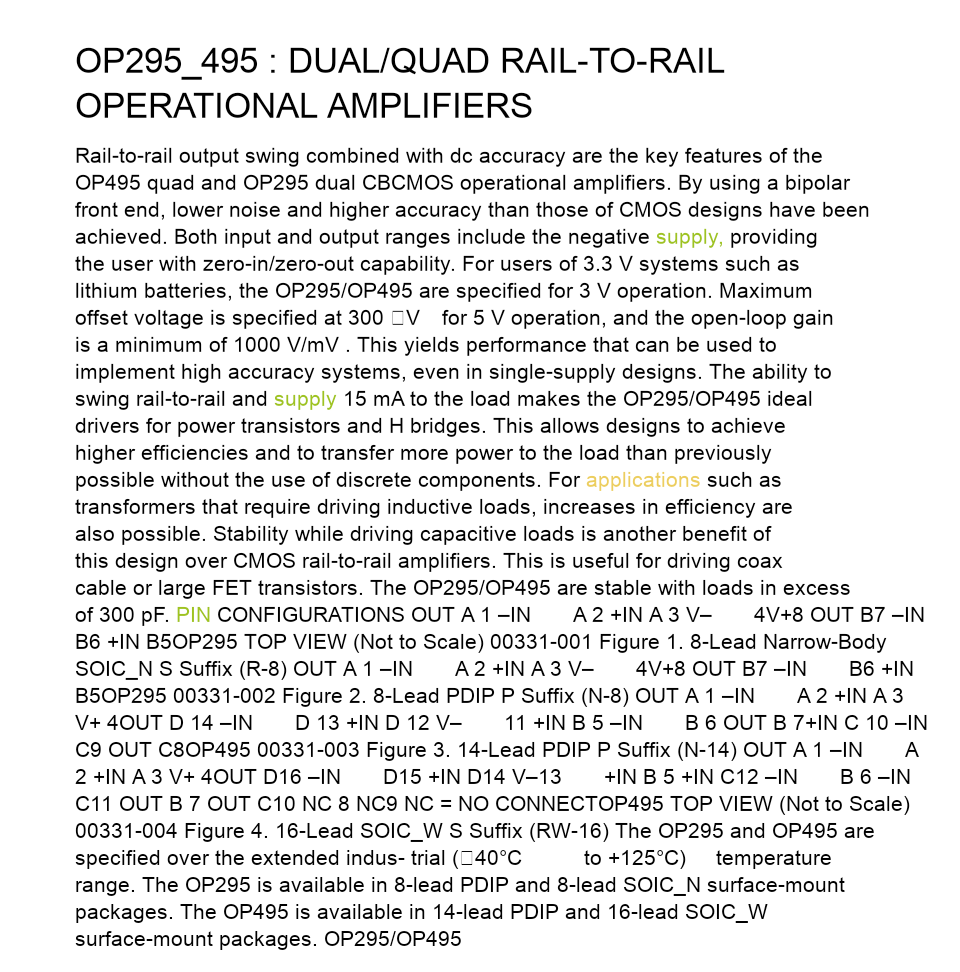 OP295_495 : DUAL/QUAD RAIL-TO-RAIL
OPERATIONAL AMPLIFIERS
Rail-to-rail output swing combined with dc accuracy are the key features of the
OP495 quad and OP295 dual CBCMOS operational amplifiers. By using a bipolar
front end, lower noise and higher accuracy than those of CMOS designs have been
achieved. Both input and output ranges include the negative supply, providing
the user with zero-in/zero-out capability. For users of 3.3 V systems such as
lithium batteries, the OP295/OP495 are specified for 3 V operation. Maximum
offset voltage is specified at 300 □V for 5 V operation, and the open-loop gain
is a minimum of 1000 V/mV . This yields performance that can be used to
implement high accuracy systems, even in single-supply designs. The ability to
swing rail-to-rail and supply 15 mA to the load makes the OP295/OP495 ideal
drivers for power transistors and H bridges. This allows designs to achieve
higher efficiencies and to transfer more power to the load than previously
possible without the use of discrete components. For applications such as
transformers that require driving inductive loads, increases in efficiency are
also possible. Stability while driving capacitive loads is another benefit of
this design over CMOS rail-to-rail amplifiers. This is useful for driving coax
cable or large FET transistors. The OP295/OP495 are stable with loads in excess
of 300 pF. PIN CONFIGURATIONS OUT A 1 –IN A 2 +IN A 3 V– 4V+8 OUT B7 –IN
B6 +IN B5OP295 TOP VIEW (Not to Scale) 00331-001 Figure 1. 8-Lead Narrow-Body
SOIC_N S Suffix (R-8) OUT A 1 –IN A 2 +IN A 3 V– 4V+8 OUT B7 –IN B6 +IN
B5OP295 00331-002 Figure 2. 8-Lead PDIP P Suffix (N-8) OUT A 1 –IN A 2 +IN A 3
V+ 4OUT D 14 –IN D 13 +IN D 12 V– 11 +IN B 5 –IN B 6 OUT B 7+IN C 10 –IN
C9 OUT C8OP495 00331-003 Figure 3. 14-Lead PDIP P Suffix (N-14) OUT A 1 –IN A
2 +IN A 3 V+ 4OUT D16 –IN D15 +IN D14 V–13 +IN B 5 +IN C12 –IN B 6 –IN
C11 OUT B 7 OUT C10 NC 8 NC9 NC = NO CONNECTOP495 TOP VIEW (Not to Scale)
00331-004 Figure 4. 16-Lead SOIC_W S Suffix (RW-16) The OP295 and OP495 are
specified over the extended indus- trial (□40°C to +125°C) temperature
range. The OP295 is available in 8-lead PDIP and 8-lead SOIC_N surface-mount
packages. The OP495 is available in 14-lead PDIP and 16-lead SOIC_W
surface-mount packages. OP295/OP495